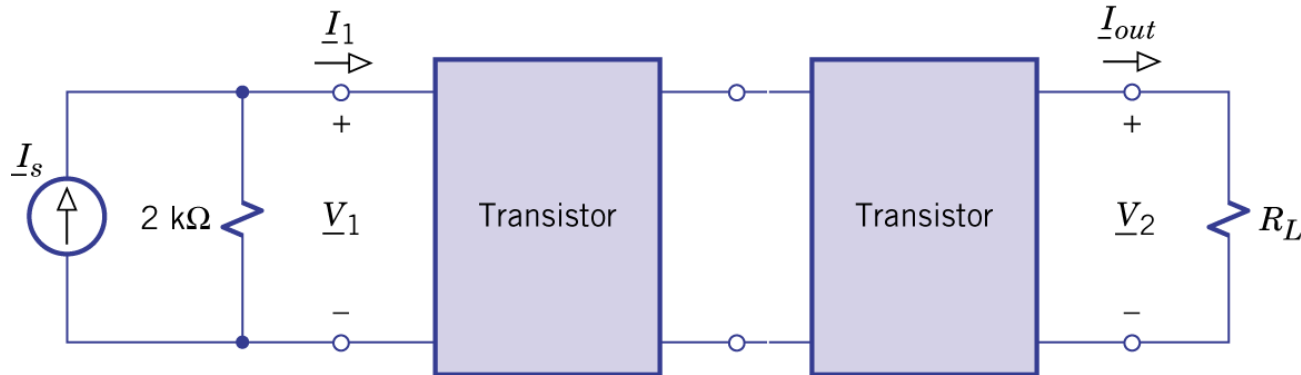 I1
Iout
+
+
Is
2 kΩ
V1
Transistor
Transistor
V2
RL
−
−